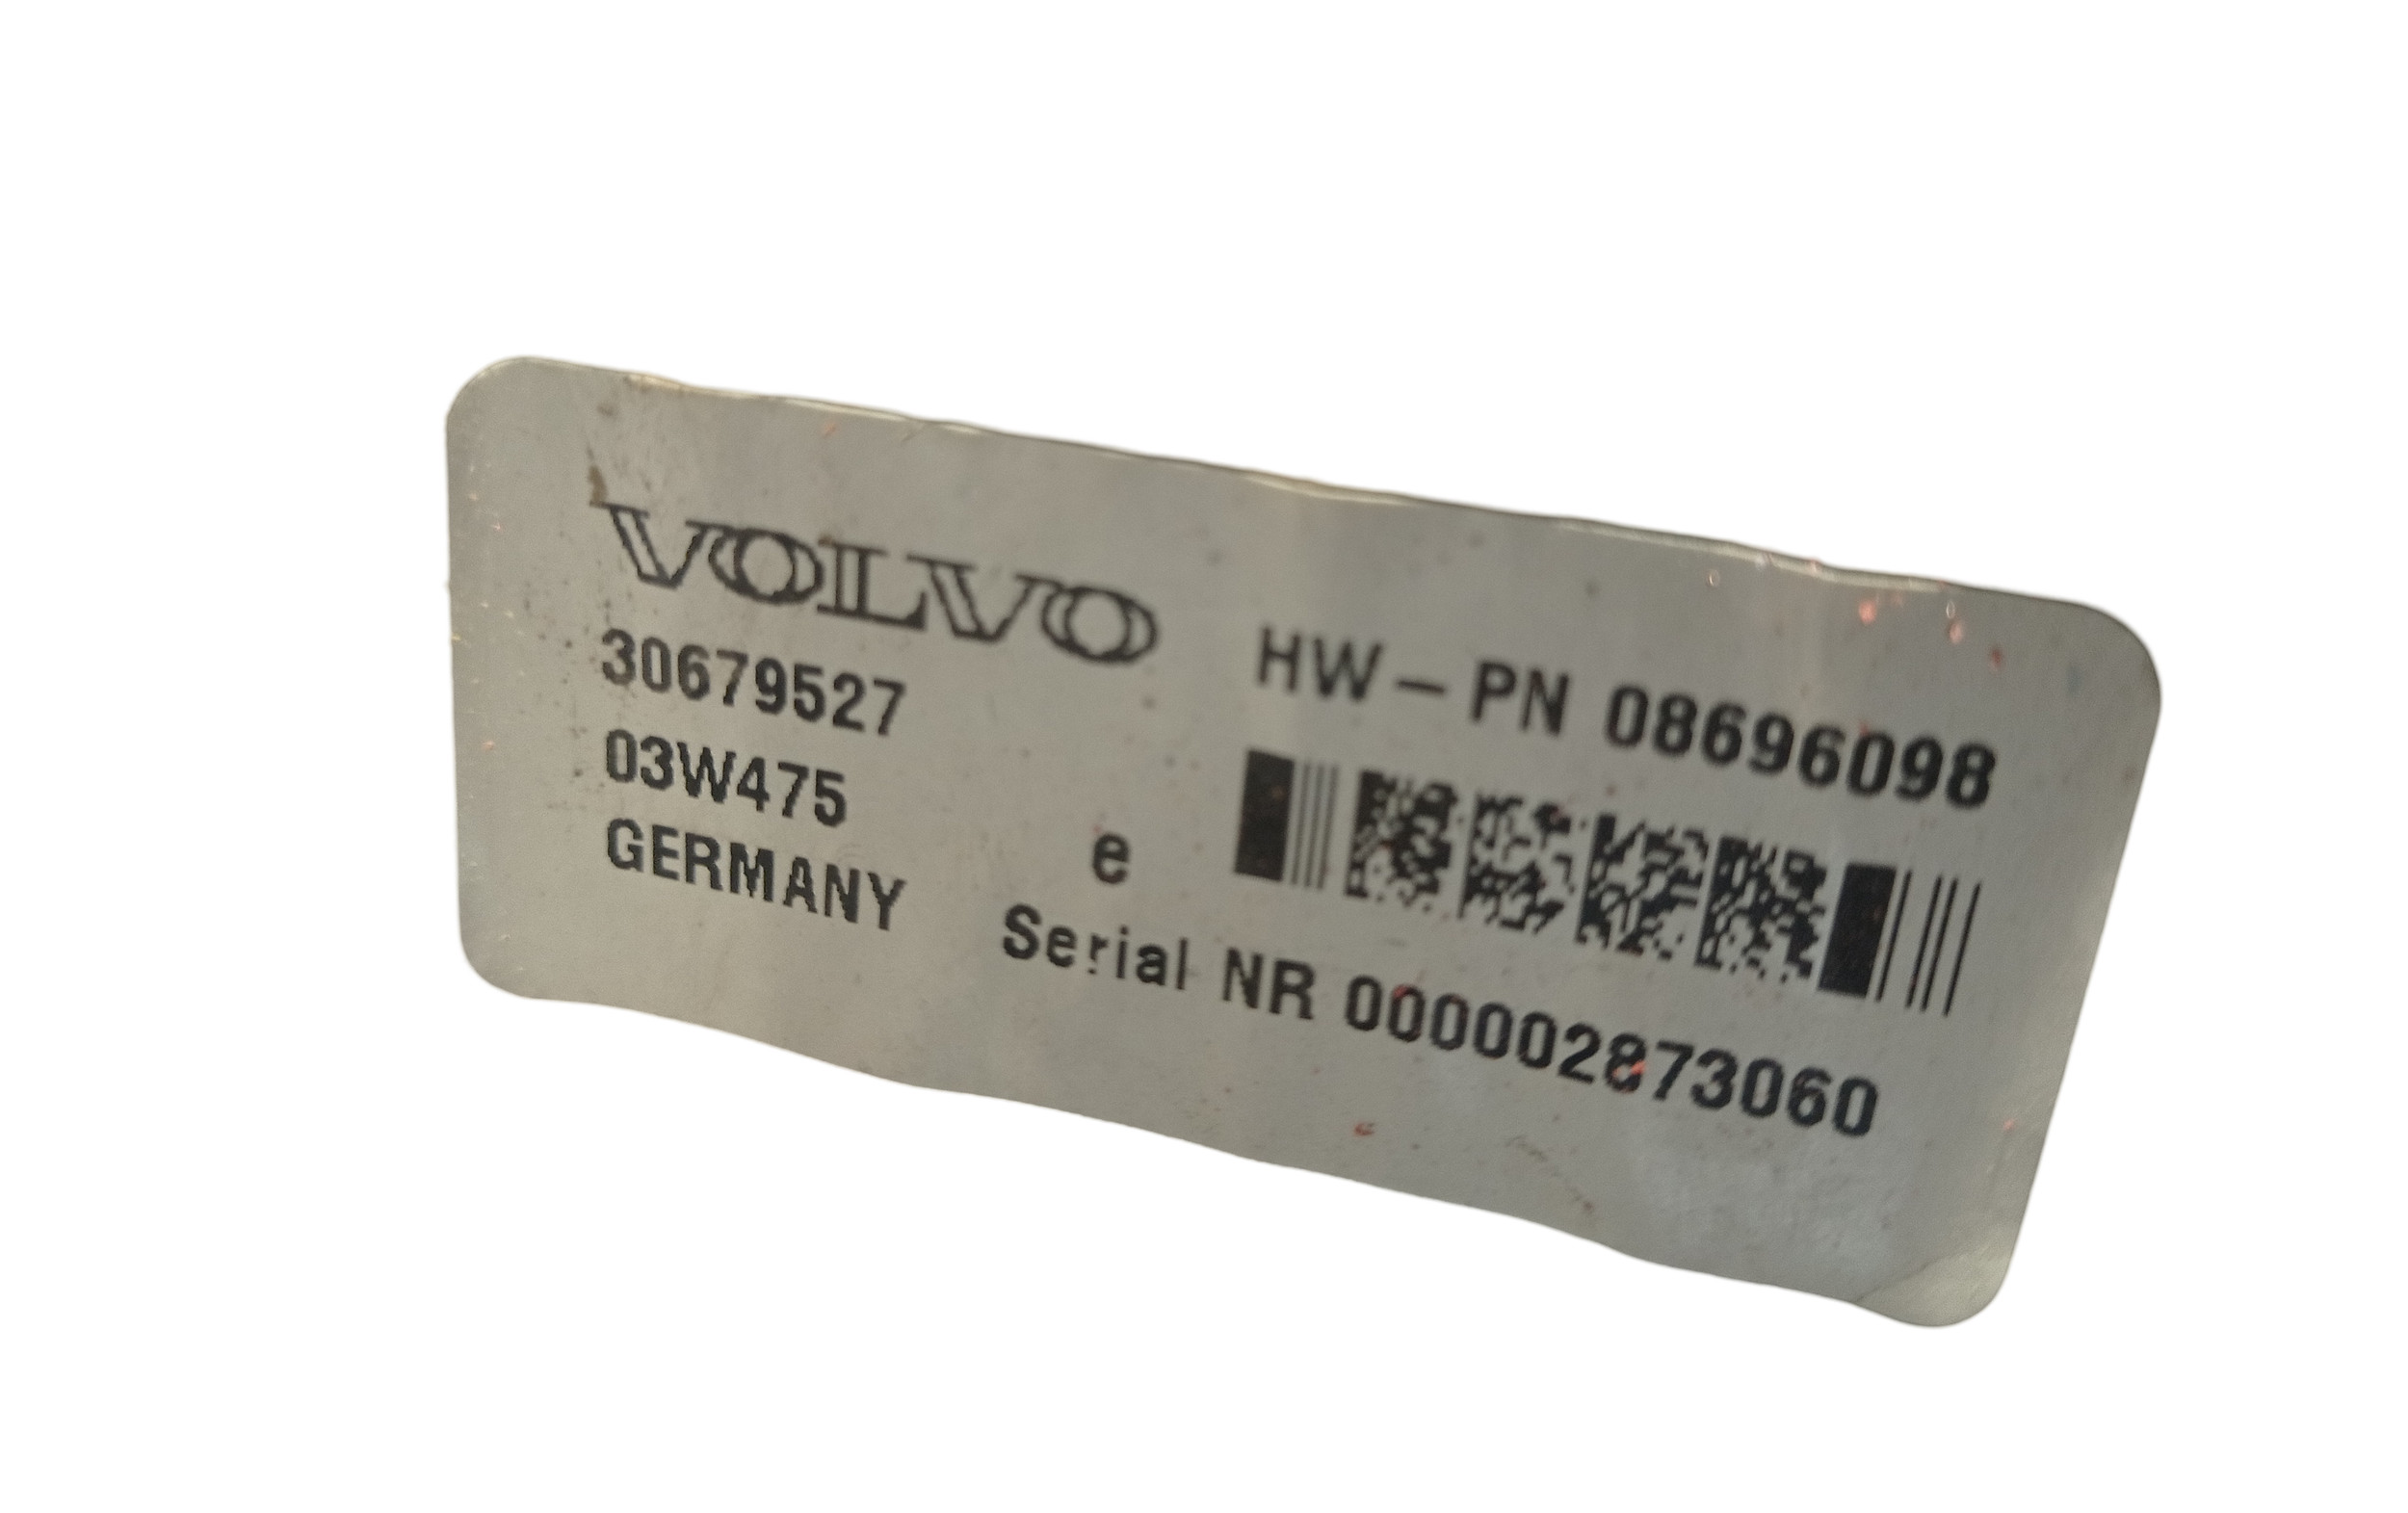 VOLVO
30679527
03W475
GERMANY
HW-PN 08696098
e
Serial NR 000002873060